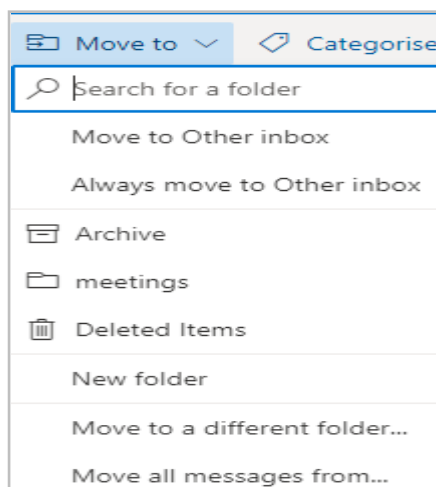 Move to Categorise
Search for a folder
Move to Other inbox
Always move to Other inbox
Archive
meetings
Deleted Items
New folder
Move to a different folder...
Move all messages from...